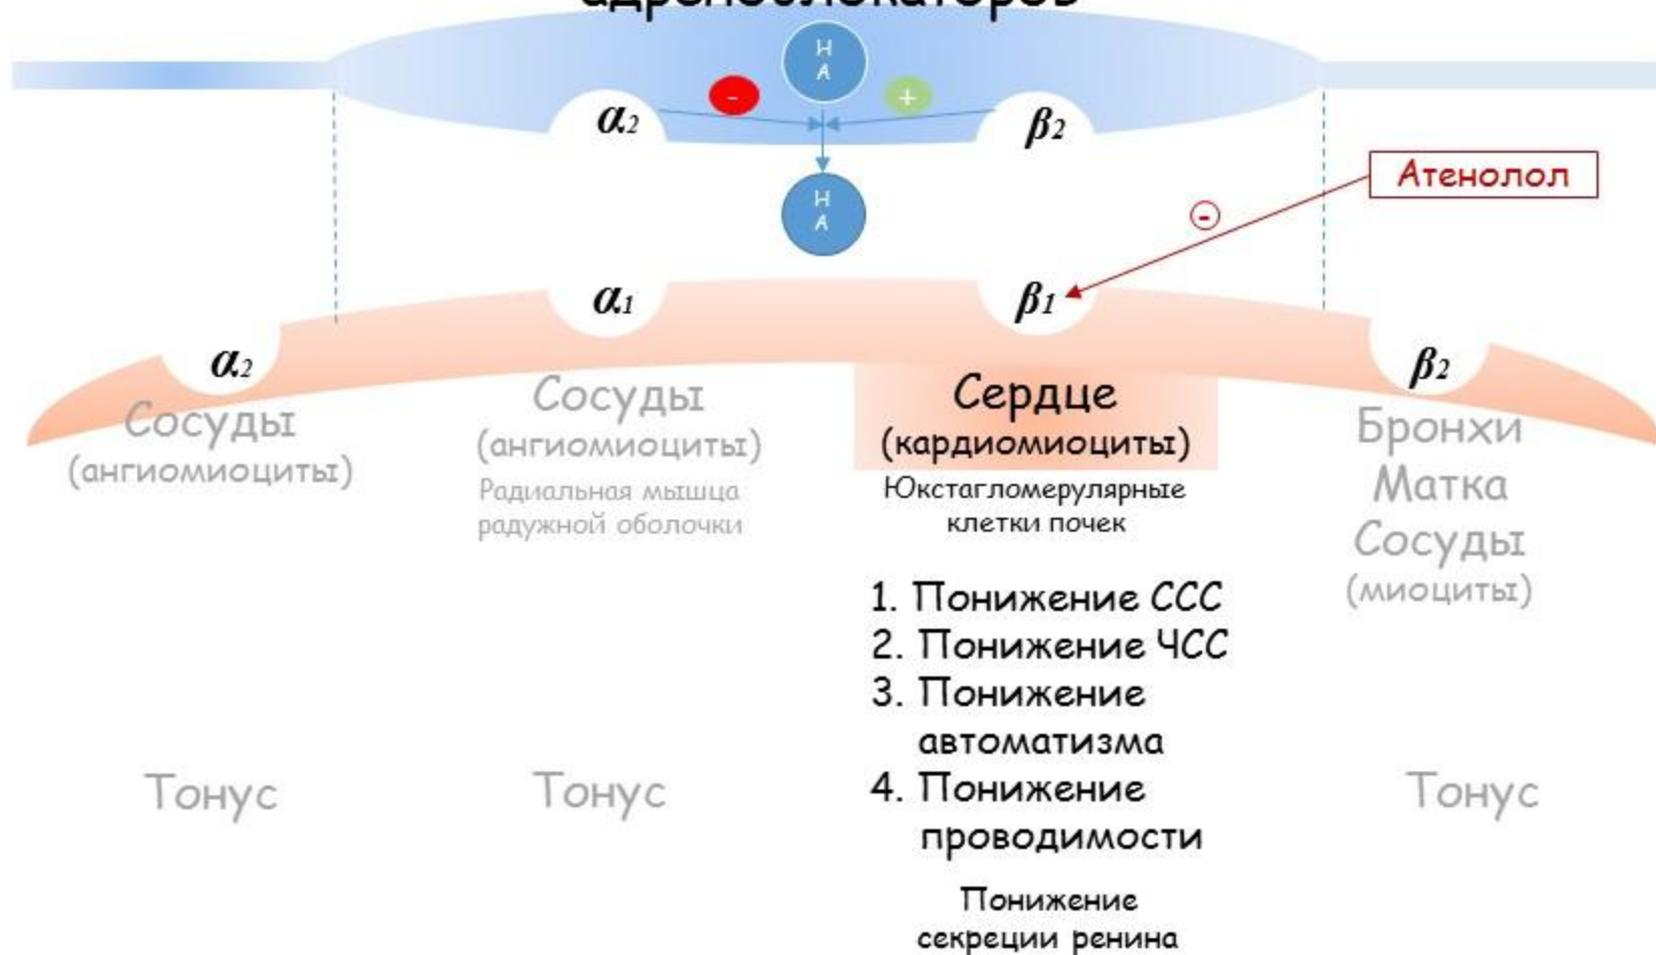 адреноблокаторов
Н
А
-
+
α2
β2
Н
А
Атенолол
-
α1
β1
α2
β2
Сосуды
(ангиомиоциты)
Сосуды
(ангиомиоциты)
Радиальная мышца
радужной оболочки
Сердце
(кардиомиоциты)
Юкстагломерулярные
клетки почек
Бронхи
Матка
Сосуды
(миоциты)
1. Понижение ССС
2. Понижение ЧСС
3. Понижение
автоматизма
4. Понижение
проводимости
Понижение
секреции ренина
Тонус
Тонус
Тонус